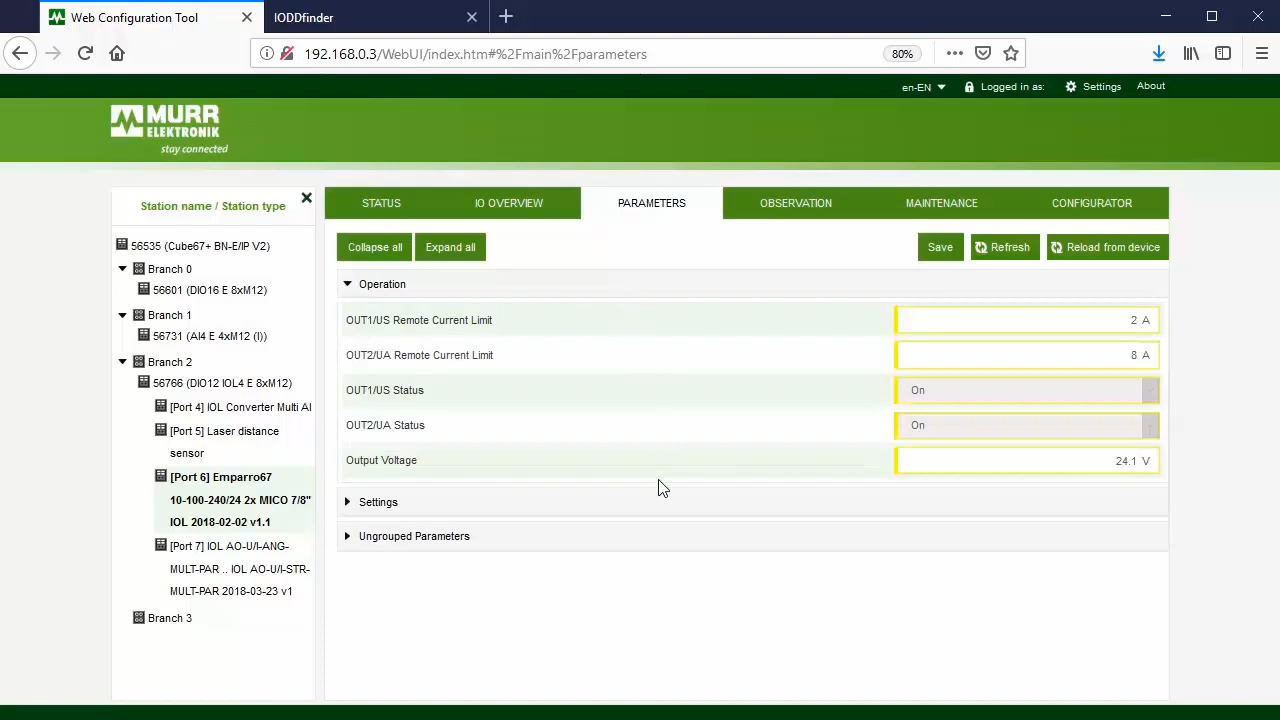 Web Configuration Tool
IODDfinder
192.168.0.3/WebUI/index.htm#%2Fmain%2Fparameters
80%
en-EN
Logged in as:
Settings
About
MURR
ELEKTRONIK
stay connected
Station name / Station type
56535 (Cube67+ BN-E/IP V2)
Branch 0
56601 (DIO16 E 8xM12)
Branch 1
56731 (AI4 E 4xM12 (I))
Branch 2
56766 (DIO12 IOL4 E 8xM12)
[Port 4] IOL Converter Multi AI
[Port 5] Laser distance
sensor
[Port 6] Emparro67
10-100-240/24 2x MICO 7/8"
IOL 2018-02-02 v1.1
[Port 7] IOL AO-U/I-ANG-
MULT-PAR .. IOL AO-U/I-STR-
MULT-PAR 2018-03-23 v1
Branch 3
STATUS
IO OVERVIEW
PARAMETERS
OBSERVATION
MAINTENANCE
CONFIGURATOR
Collapse all
Expand all
Save
Refresh
Reload from device
Operation
OUT1/US Remote Current Limit
2 A
OUT2/UA Remote Current Limit
8 A
OUT1/US Status
On
OUT2/UA Status
On
Output Voltage
24.1 V
Settings
Ungrouped Parameters